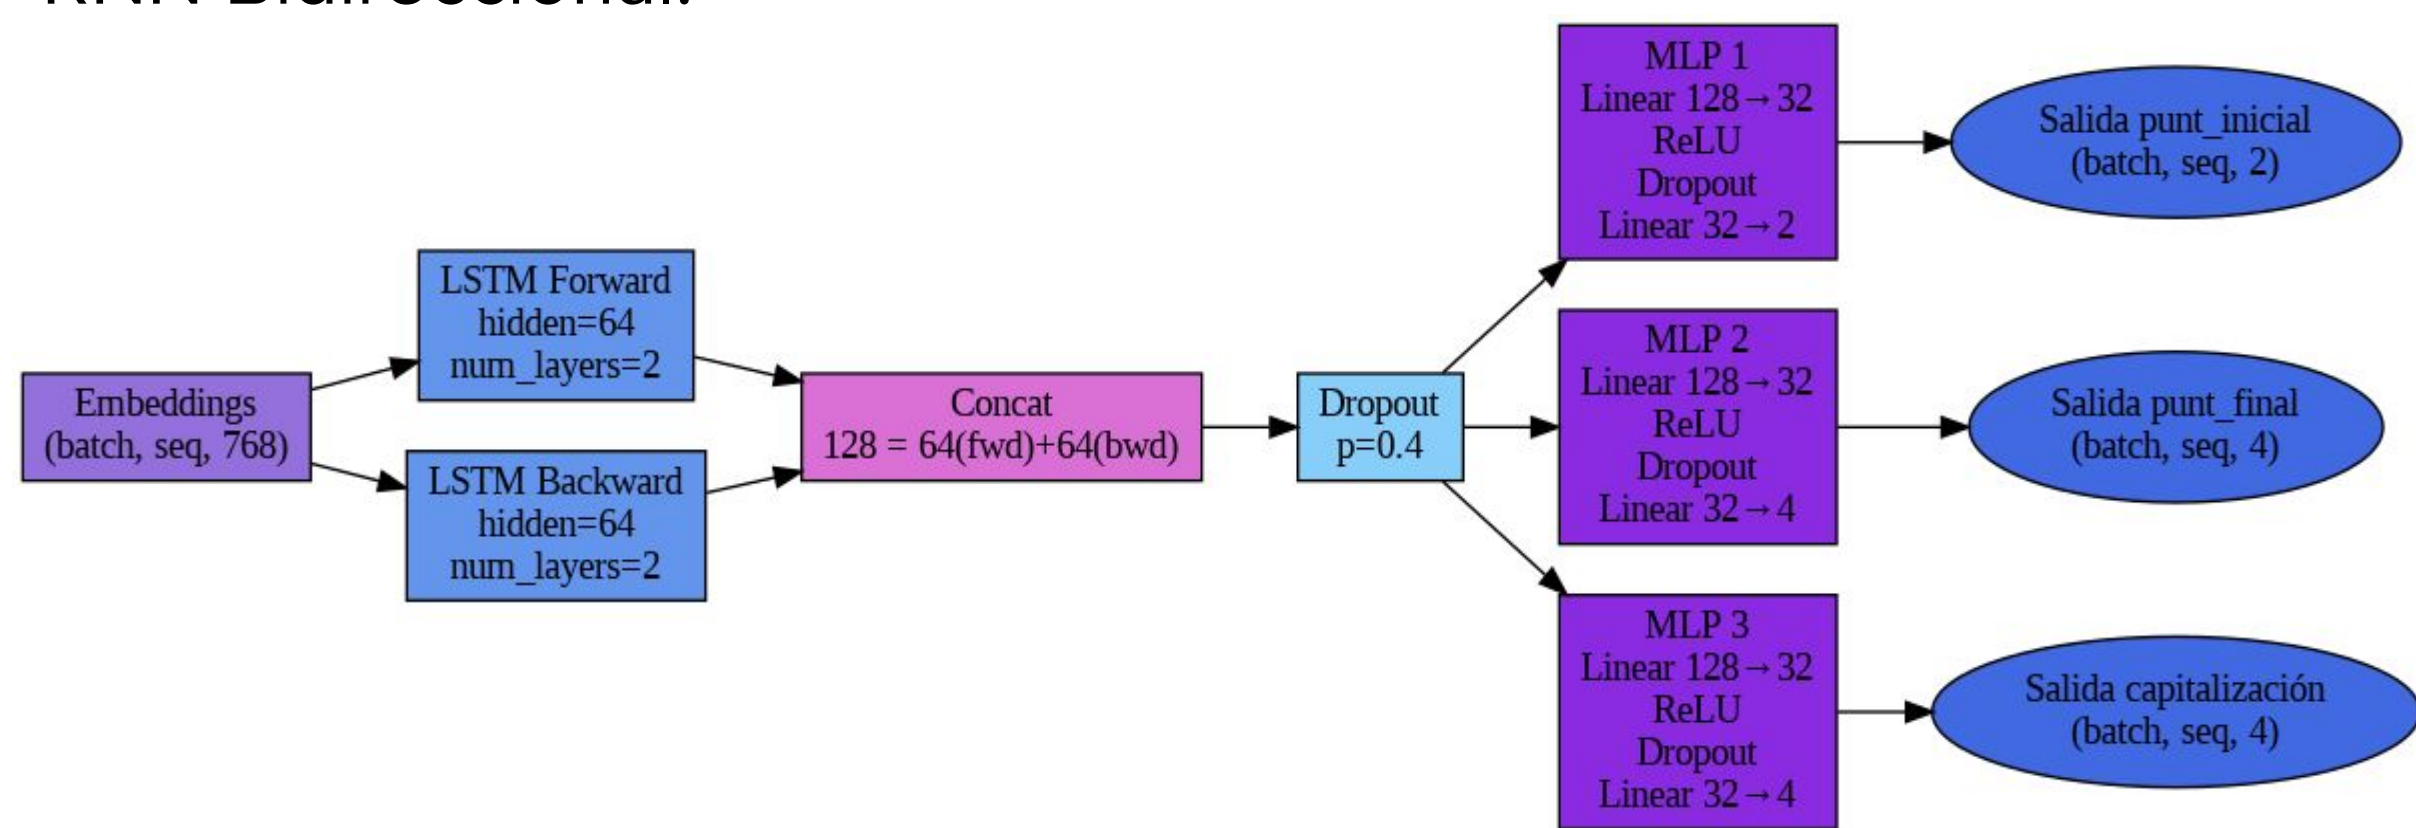 RNN Bidireccional:
Embeddings
(batch, seq, 768)
LSTM Forward
hidden=64
num_layers=2
LSTM Backward
hidden=64
num_layers=2
Concat
128 = 64(fwd)+64(bwd)
Dropout
p=0.4
MLP 1
Linear 128→32
ReLU
Dropout
Linear 32→2
Salida punt_inicial
(batch, seq, 2)
MLP 2
Linear 128→32
ReLU
Dropout
Linear 32→4
Salida punt_final
(batch, seq, 4)
MLP 3
Linear 128→32
ReLU
Dropout
Linear 32→4
Salida capitalización
(batch, seq, 4)